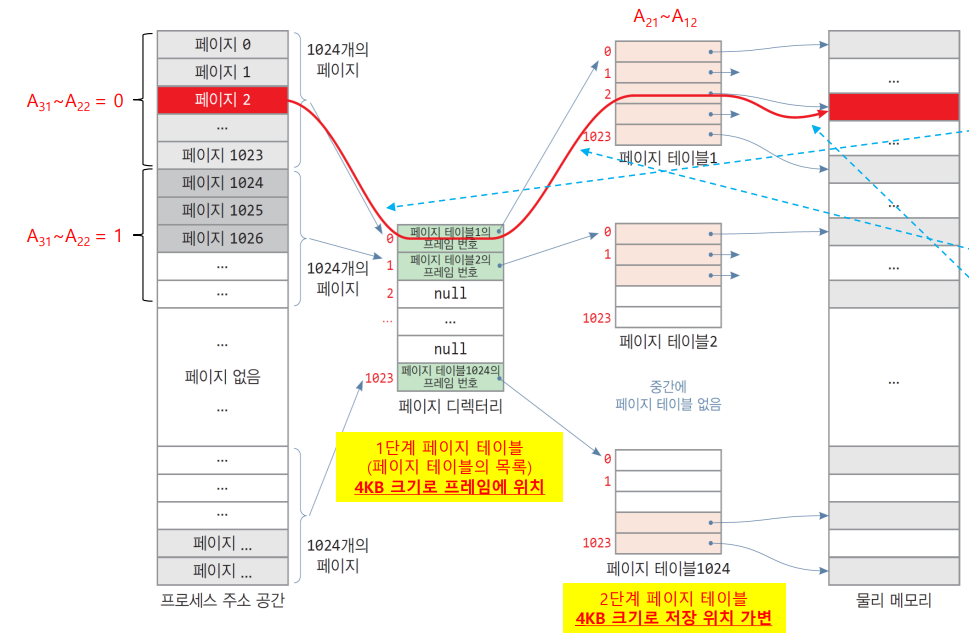 A31~A22 = 0
A31~A22 = 1
페이지 0
페이지 1
페이지 2
...
페이지 1023
페이지 1024
페이지 1025
페이지 1026
...
...
...
페이지 없음
...
...
...
...
페이지 ...
페이지 ...
프로세스 주소 공간
1024개의
페이지
1024개의
페이지
1024개의
페이지
0
페이지 테이블1의
프레임 번호
1
페이지 테이블2의
프레임 번호
2
null
...
...
null
1023
페이지 테이블1024의
프레임 번호
페이지 디렉터리
1단계 페이지 테이블
(페이지 테이블의 목록)
4KB 크기로 프레임에 위치
A21~A12
0
1
2
1023
페이지 테이블1
0
1
1023
페이지 테이블2
중간에
페이지 테이블 없음
0
1
1023
페이지 테이블1024
2단계 페이지 테이블
4KB 크기로 저장 위치 가변
...
...
...
...
...
물리 메모리